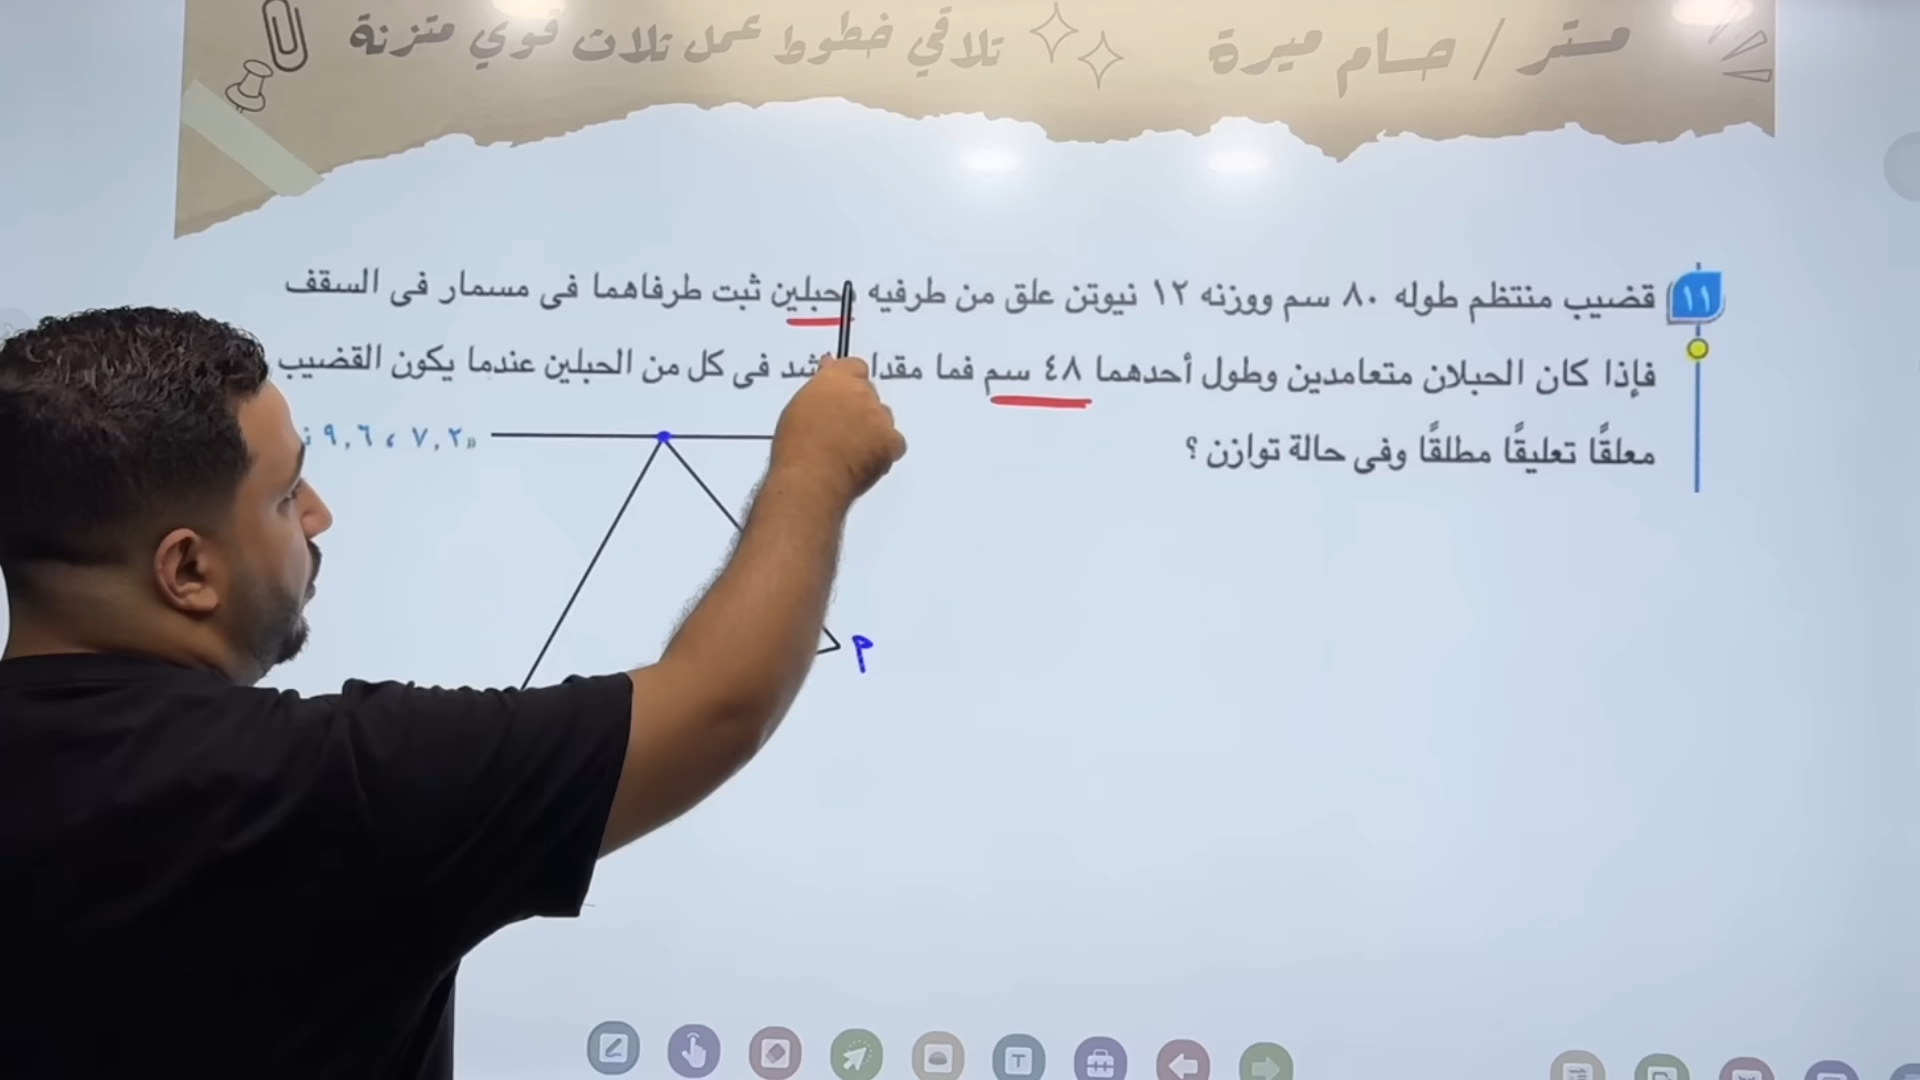 مستر / حسام ميرة تلاقي خطوط عمل ثلاث قوي متزنة
١١ قضيب منتظم طوله ٨٠ سم ووزنه ١٢ نيوتن علق من طرفيه بحبلين ثبت طرفاهما فى مسمار فى السقف
فإذا كان الحبلان متعامدين وطول أحدهما ٤٨ سم فما مقدار الشد فى كل من الحبلين عندما يكون القضيب
معلقًا تعليقًا مطلقًا وفى حالة توازن ؟ «٧,٢ ، ٩,٦
م
T